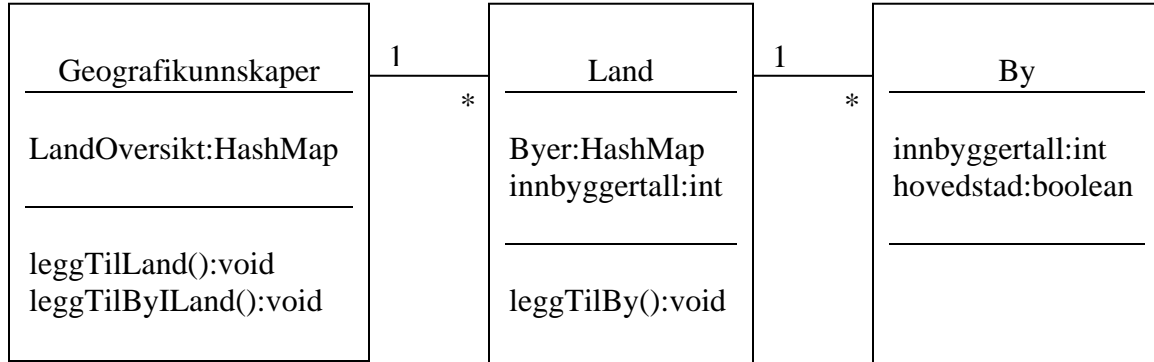 Geografikunnskaper
LandOversikt:HashMap
leggTilLand():void
leggTilByILand():void
1
*
Land
Byer:HashMap
innbyggertall:int
leggTilBy():void
1
*
By
innbyggertall:int
hovedstad:boolean